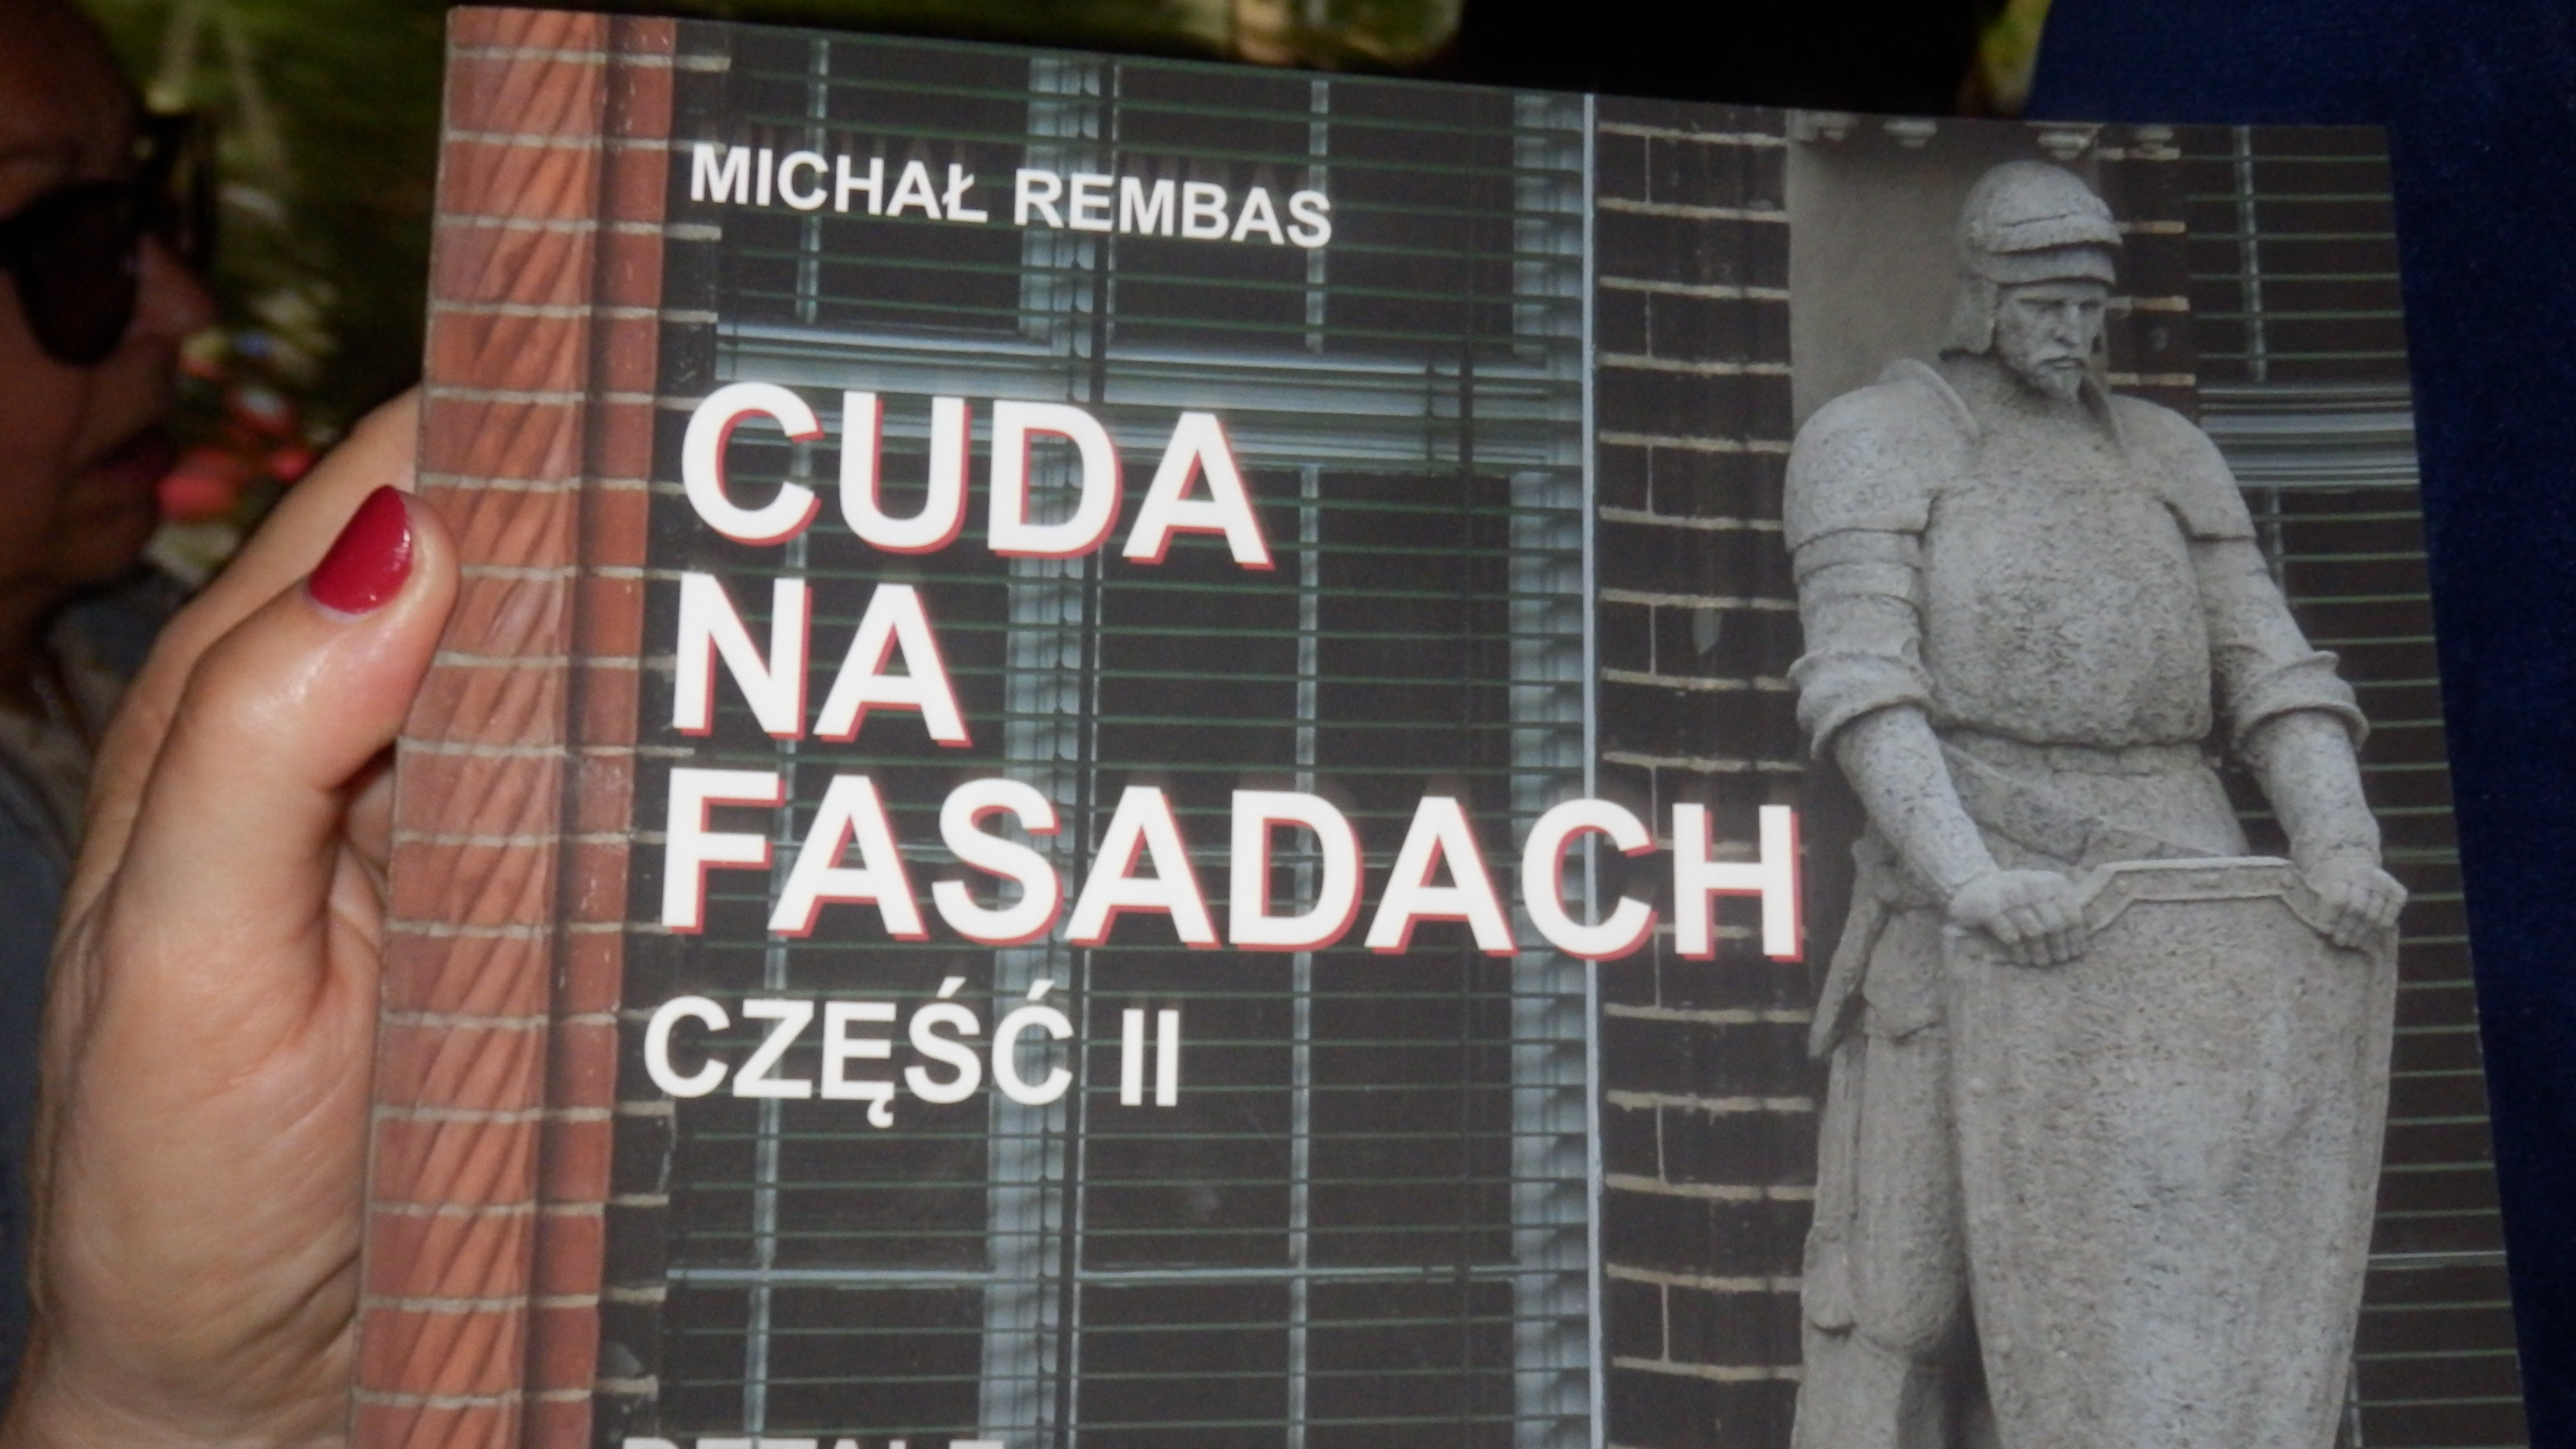 MICHAŁ REMBAS
CUDA
NA
FASADACH
CZĘŚĆ II